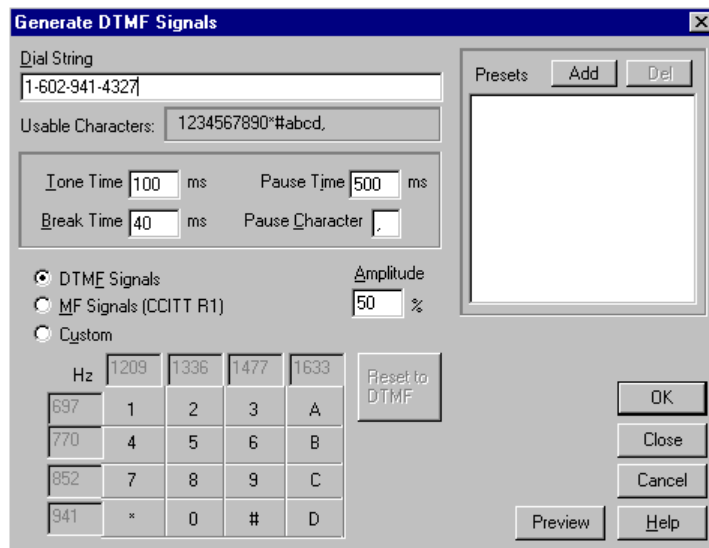 Generate DTMF Signals
Dial String
1-602-941-4327
Usable Characters: 1234567890*#abcd,
Presets Add Del
Tone Time 100 ms Pause Time 500 ms
Break Time 40 ms Pause Character ,
DTMF Signals
MF Signals (CCITT R1)
Custom
Amplitude
50 %
Hz 1209 1336 1477 1633
697 1 2 3 A
770 4 5 6 B
852 7 8 9 C
941 * 0 # D
Reset to
DTMF
OK
Close
Cancel
Preview Help